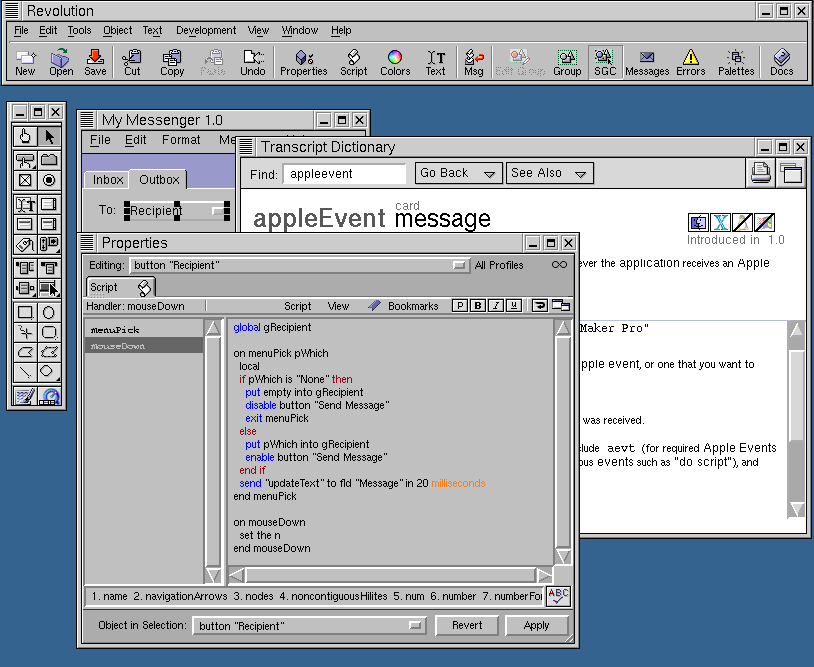 Revolution
File Edit Tools Object Text Development View Window Help
New Open Save Cut Copy Paste Undo Properties Script Colors Text Msg Edit Group Group SGC Messages Errors Palettes Docs
My Messenger 1.0
File Edit Format
Inbox Outbox
To: Recipient
Transcript Dictionary
Find: appleevent Go Back See Also
appleEvent card message
Introduced in 1.0
ever the application receives an Apple
Maker Pro"
pple event, or one that you want to
was received.
lude aevt (for required Apple Events
ous events such as "do script"), and
Properties
Editing: button "Recipient" All Profiles
Script
Handler: mouseDown Script View Bookmarks P B I U
menuPick
mouseDown
global gRecipient
on menuPick pWhich
local
if pWhich is "None" then
put empty into gRecipient
disable button "Send Message"
exit menuPick
else
put pWhich into gRecipient
enable button "Send Message"
end if
send "updateText" to fld "Message" in 20 milliseconds
end menuPick
on mouseDown
set the n
end mouseDown
1. name 2. navigationArrows 3. nodes 4. noncontiguousHilites 5. num 6. number 7. numberFor
ABC
Object in Selection: button "Recipient" Revert Apply